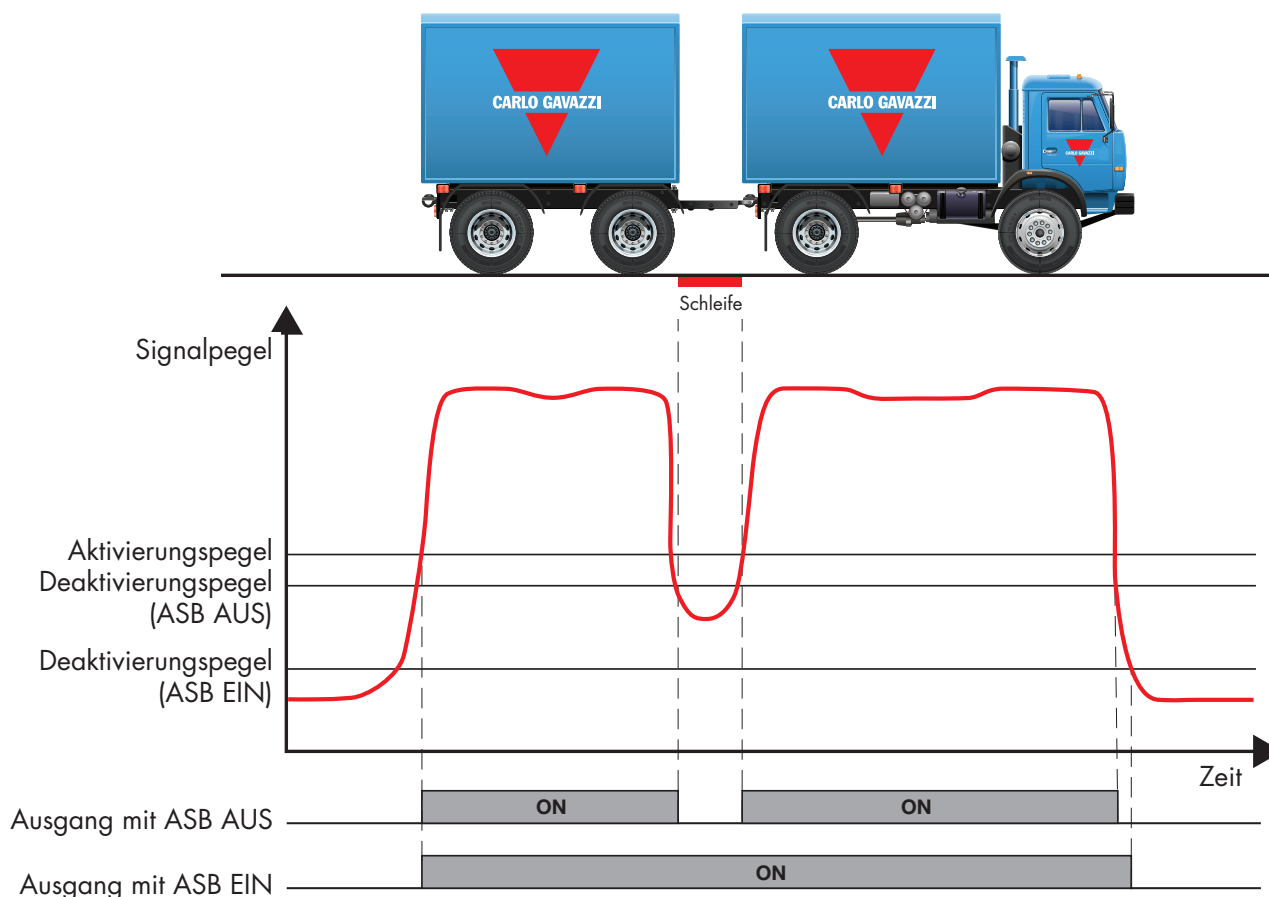 CARLO GAVAZZI
CARLO GAVAZZI
CARLO GAVAZZI
Schleife
Signalpegel
Aktivierungspegel
Deaktivierungspegel
(ASB AUS)
Deaktivierungspegel
(ASB EIN)
Zeit
Ausgang mit ASB AUS
ON
ON
Ausgang mit ASB EIN
ON